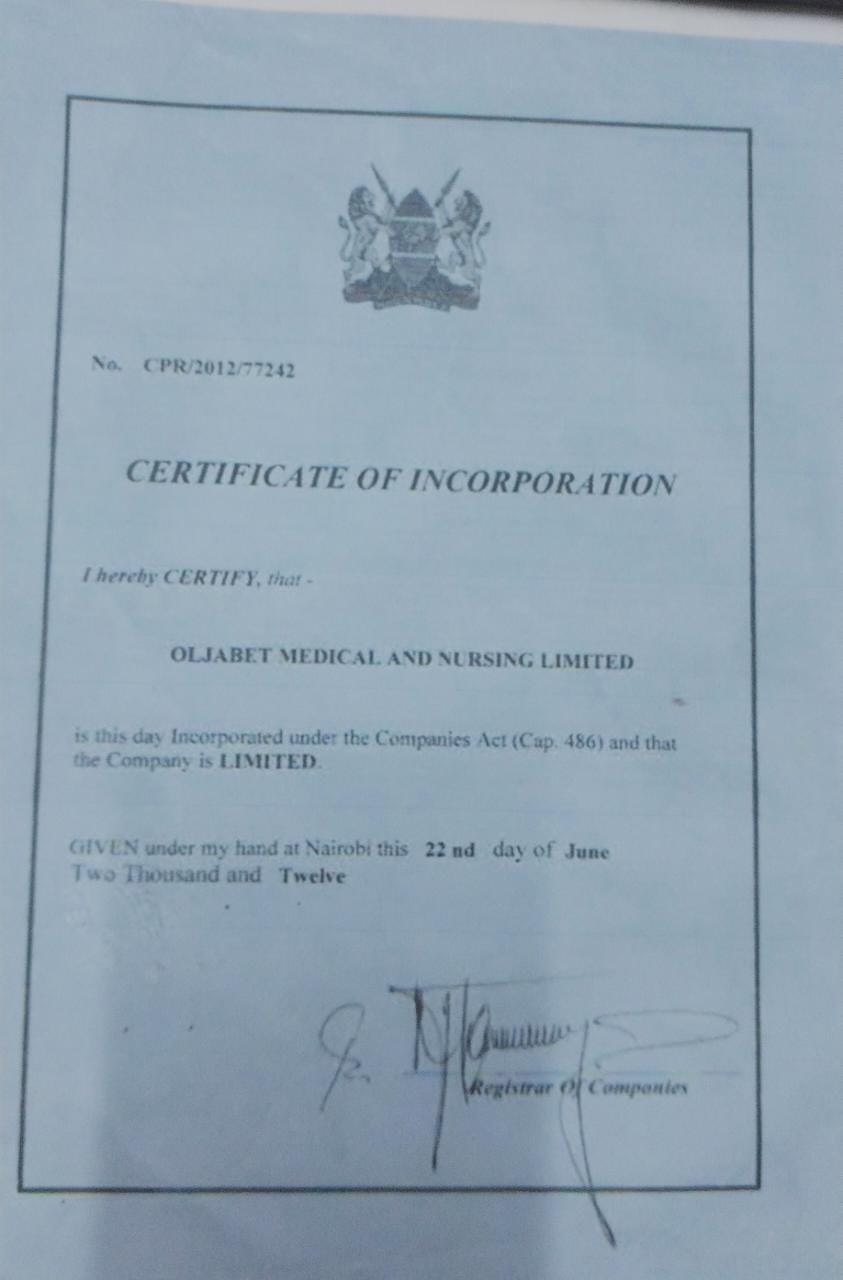 No. CPR/2012/77242
CERTIFICATE OF INCORPORATION
I hereby CERTIFY, that -
OLJABET MEDICAL AND NURSING LIMITED
is this day Incorporated under the Companies Act (Cap. 486) and that
the Company is LIMITED.
GIVEN under my hand at Nairobi this 22 nd day of June
Two Thousand and Twelve
Registrar Of Companies